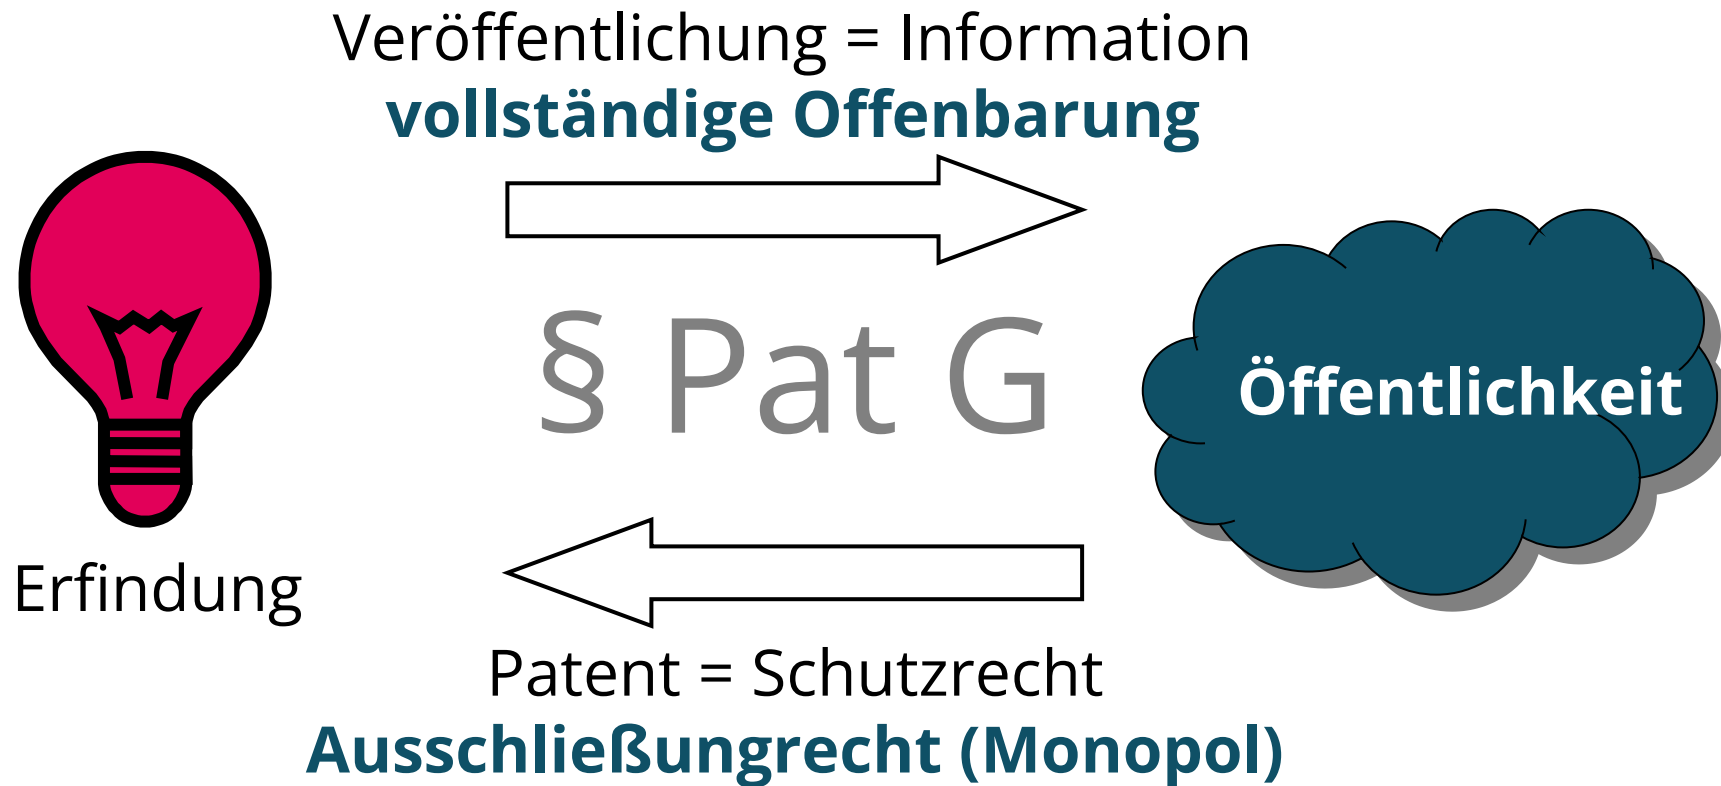 Veröffentlichung = Information
vollständige Offenbarung
§ Pat G
Öffentlichkeit
Erfindung
Patent = Schutzrecht
Ausschließungrecht (Monopol)